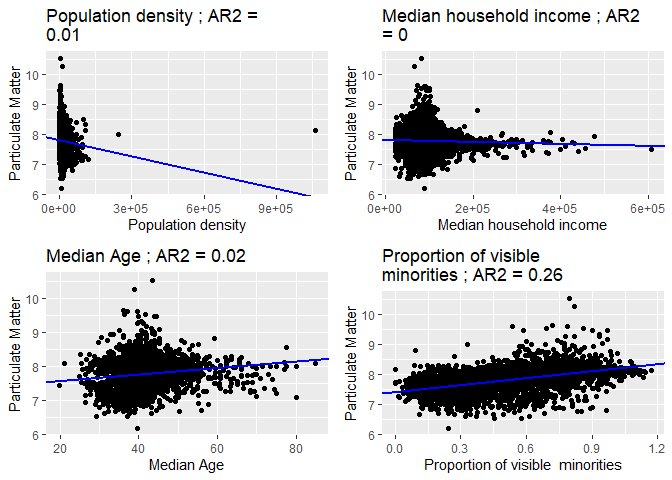 Population density ; AR2 =
0.01
Particulate Matter
10
9
8
7
6
0e+00 3e+05 6e+05 9e+05
Population density
Median household income ; AR2
= 0
Particulate Matter
10
9
8
7
6
0e+00 2e+05 4e+05 6e+05
Median household income
Median Age ; AR2 = 0.02
Particulate Matter
10
9
8
7
6
20 40 60 80
Median Age
Proportion of visible
minorities ; AR2 = 0.26
Particulate Matter
10
9
8
7
6
0.0 0.3 0.6 0.9 1.2
Proportion of visible  minorities